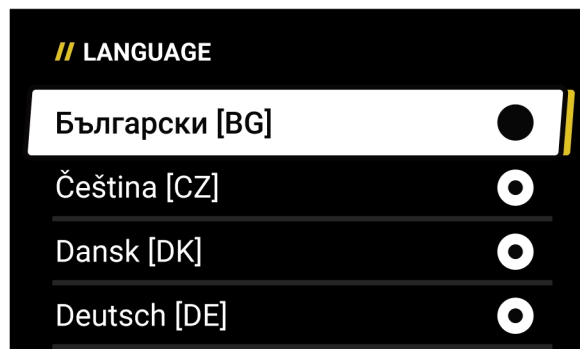 // LANGUAGE
Български [BG]
Čeština [CZ]
Dansk [DK]
Deutsch [DE]